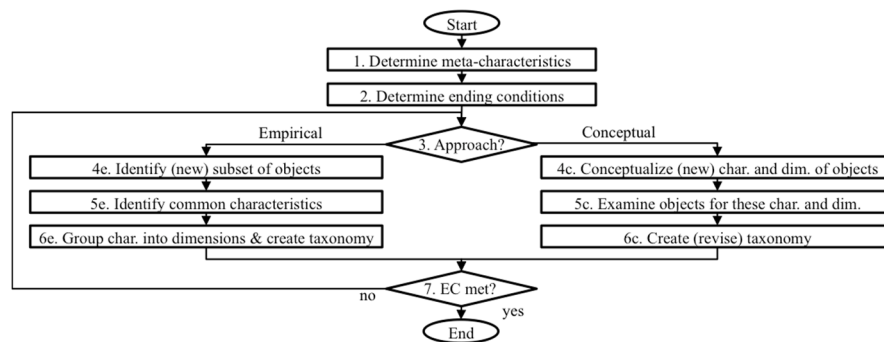 Start
1. Determine meta-characteristics
2. Determine ending conditions
Empirical
3. Approach?
Conceptual
4e. Identify (new) subset of objects
4c. Conceptualize (new) char. and dim. of objects
5e. Identify common characteristics
5c. Examine objects for these char. and dim.
6e. Group char. into dimensions & create taxonomy
6c. Create (revise) taxonomy
7. EC met?
no
yes
End